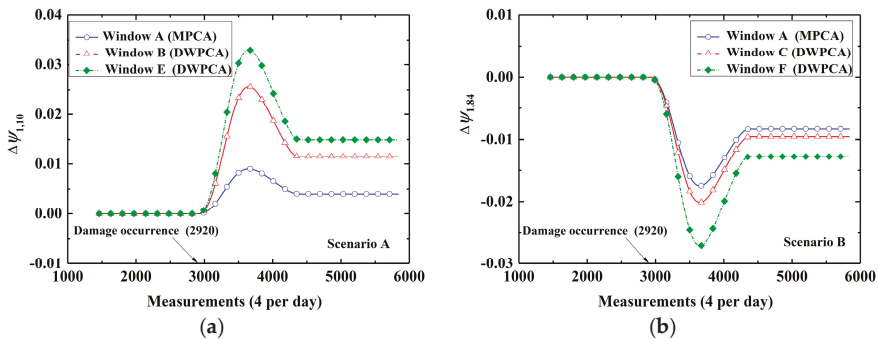 0.04
0.03
0.02
0.01
0.00
-0.01
Δψ1,10
Window A (MPCA)
Window B (DWPCA)
Window E (DWPCA)
Damage occurrence (2920)
Scenario A
1000 2000 3000 4000 5000 6000
Measurements (4 per day)
(a)
0.00
-0.01
-0.02
-0.03
Δψ1.84
Window A (MPCA)
Window C (DWPCA)
Window F (DWPCA)
Damage occurrence (2920)
Scenario B
1000 2000 3000 4000 5000 6000
Measurements (4 per day)
(b)